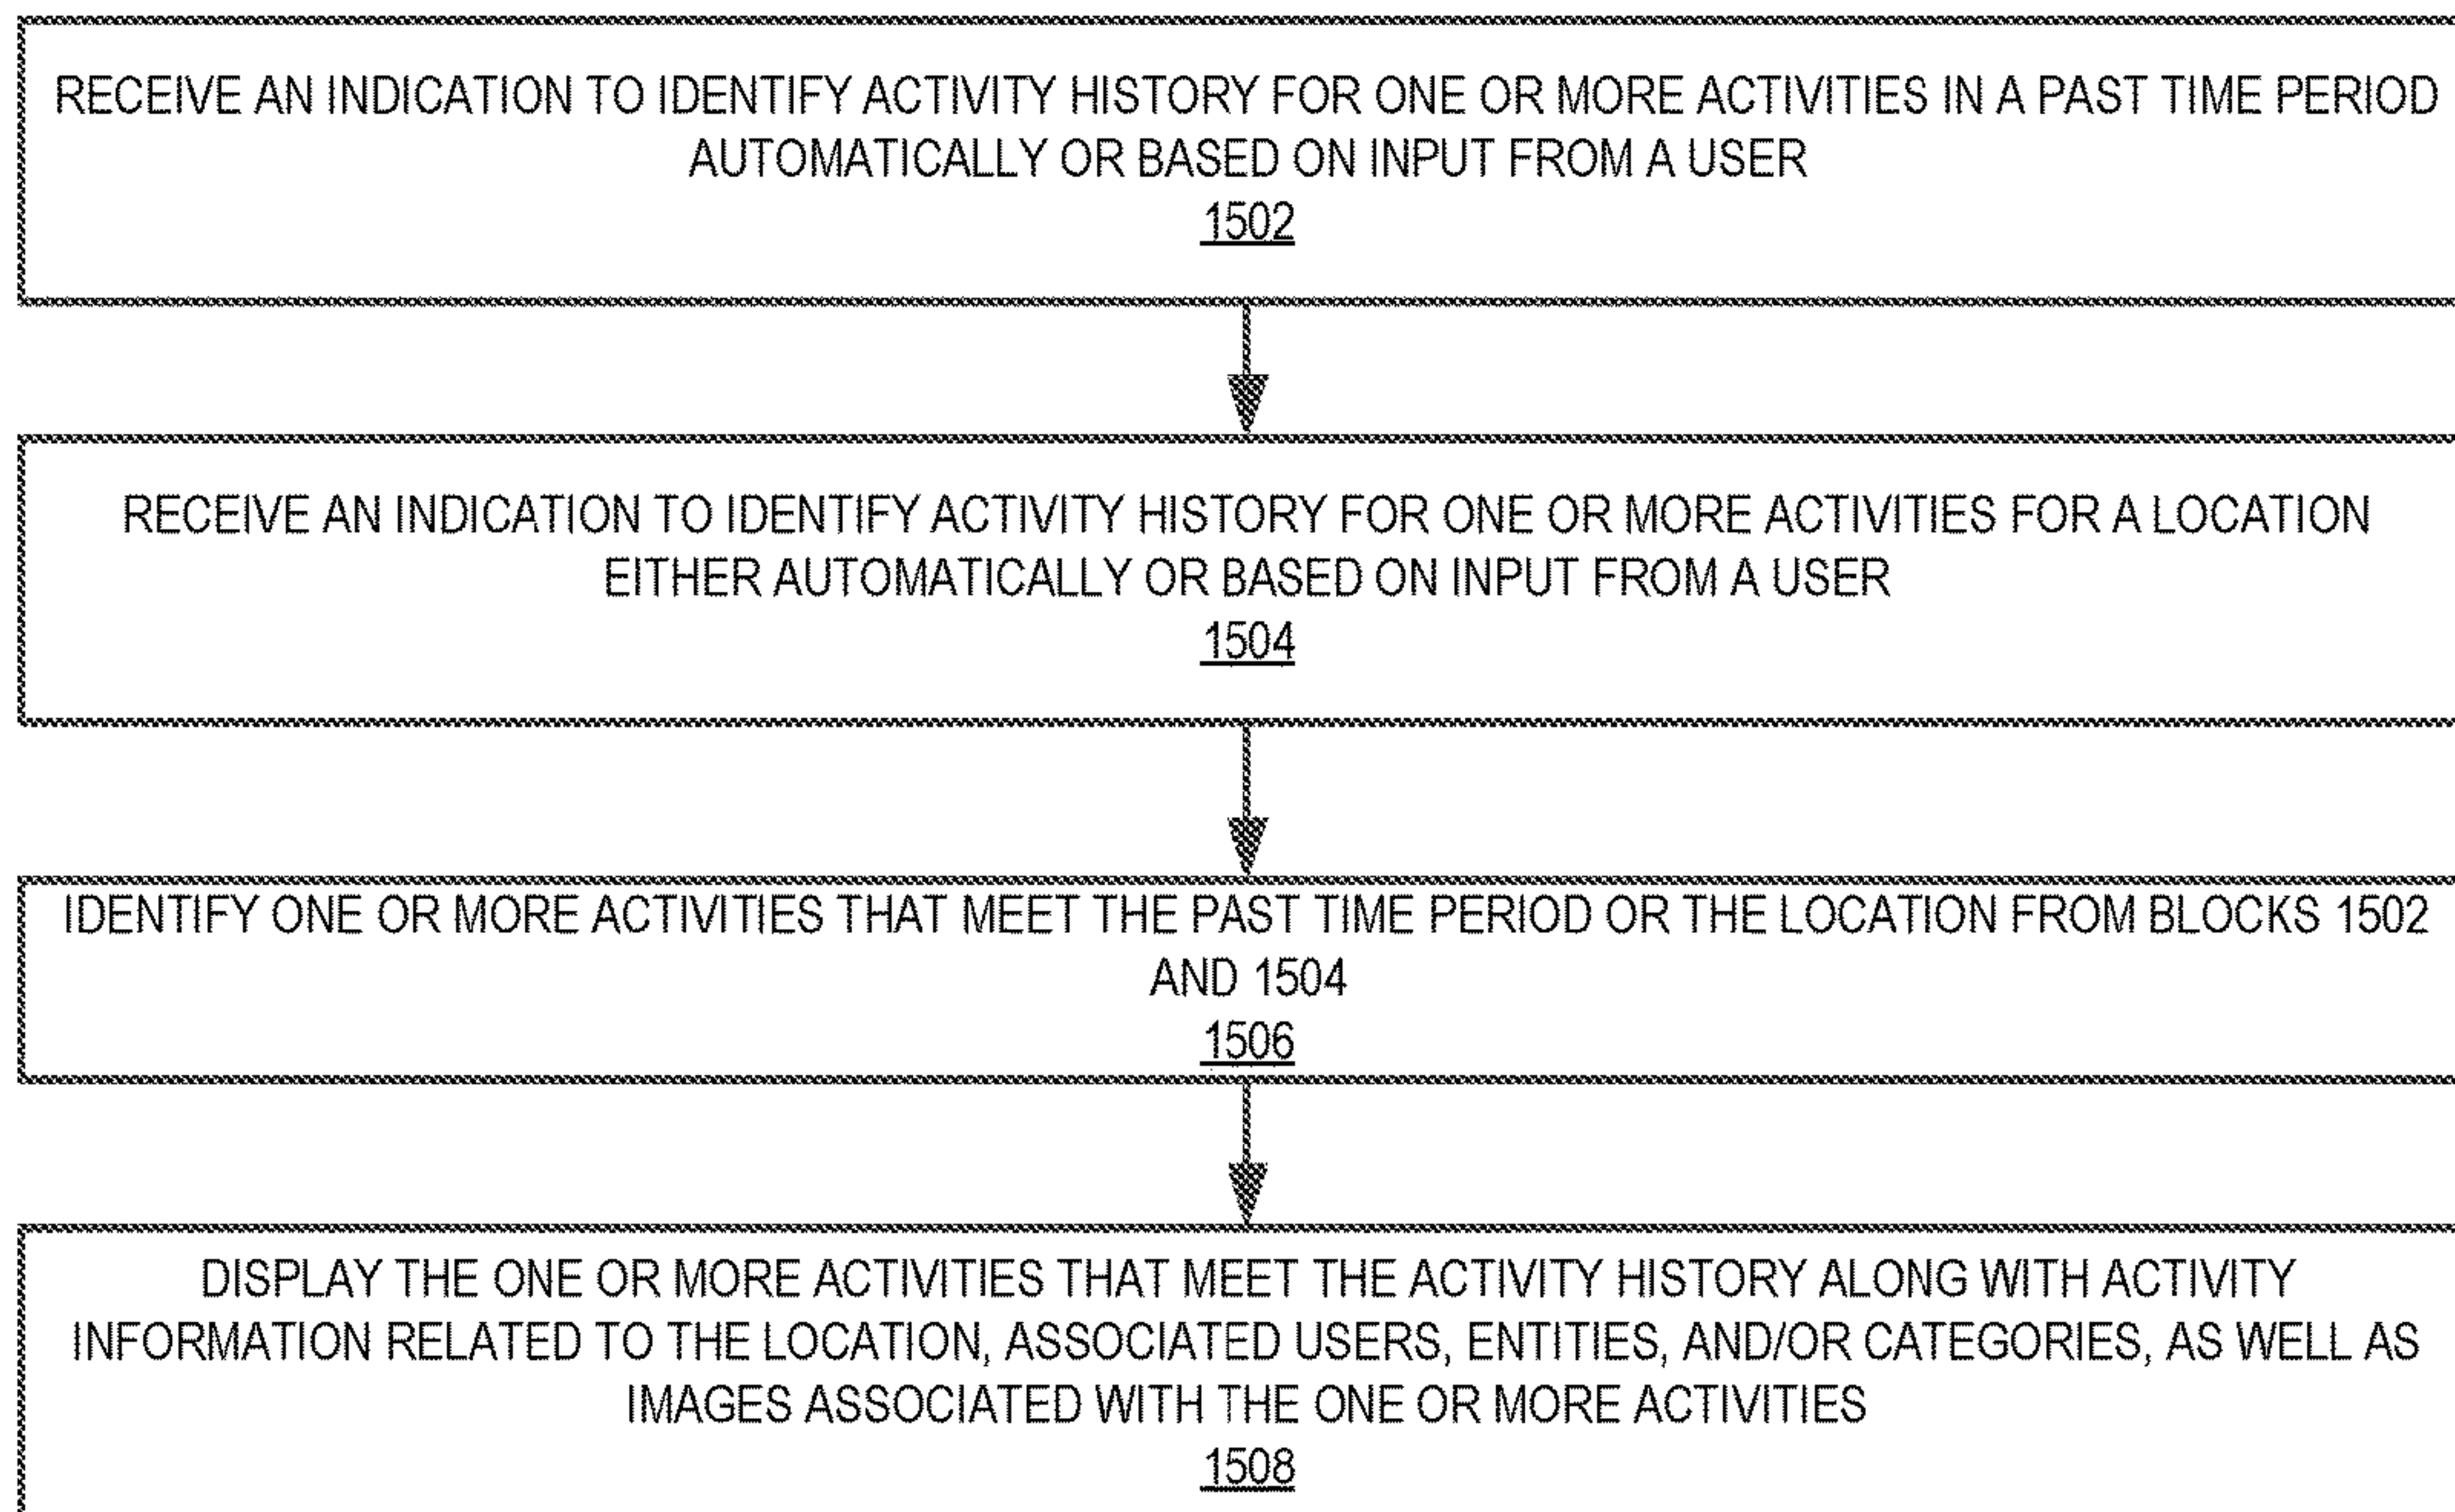 RECEIVE AN INDICATION TO IDENTIFY ACTIVITY HISTORY FOR ONE OR MORE ACTIVITIES IN A PAST TIME PERIOD
AUTOMATICALLY OR BASED ON INPUT FROM A USER
1502
RECEIVE AN INDICATION TO IDENTIFY ACTIVITY HISTORY FOR ONE OR MORE ACTIVITIES FOR A LOCATION
EITHER AUTOMATICALLY OR BASED ON INPUT FROM A USER
1504
IDENTIFY ONE OR MORE ACTIVITIES THAT MEET THE PAST TIME PERIOD OR THE LOCATION FROM BLOCKS 1502
AND 1504
1506
DISPLAY THE ONE OR MORE ACTIVITIES THAT MEET THE ACTIVITY HISTORY ALONG WITH ACTIVITY
INFORMATION RELATED TO THE LOCATION, ASSOCIATED USERS, ENTITIES, AND/OR CATEGORIES, AS WELL AS
IMAGES ASSOCIATED WITH THE ONE OR MORE ACTIVITIES
1508